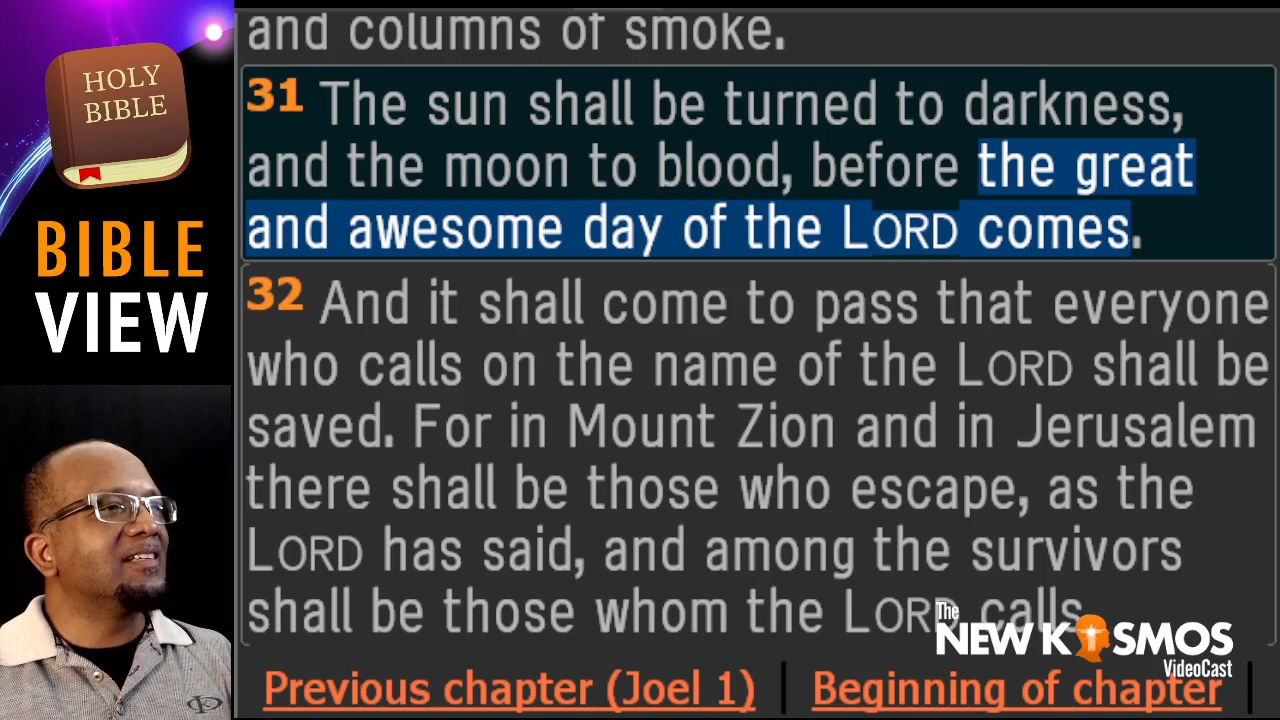 HOLY
BIBLE
BIBLE
VIEW
and columns of smoke.
31 The sun shall be turned to darkness,
and the moon to blood, before the great
and awesome day of the LORD comes.
32 And it shall come to pass that everyone
who calls on the name of the LORD shall be
saved. For in Mount Zion and in Jerusalem
there shall be those who escape, as the
LORD has said, and among the survivors
shall be those whom the LORD calls
Previous chapter (Joel 1) | Beginning of chapter |
The
NEW KOSMOS
VideoCast